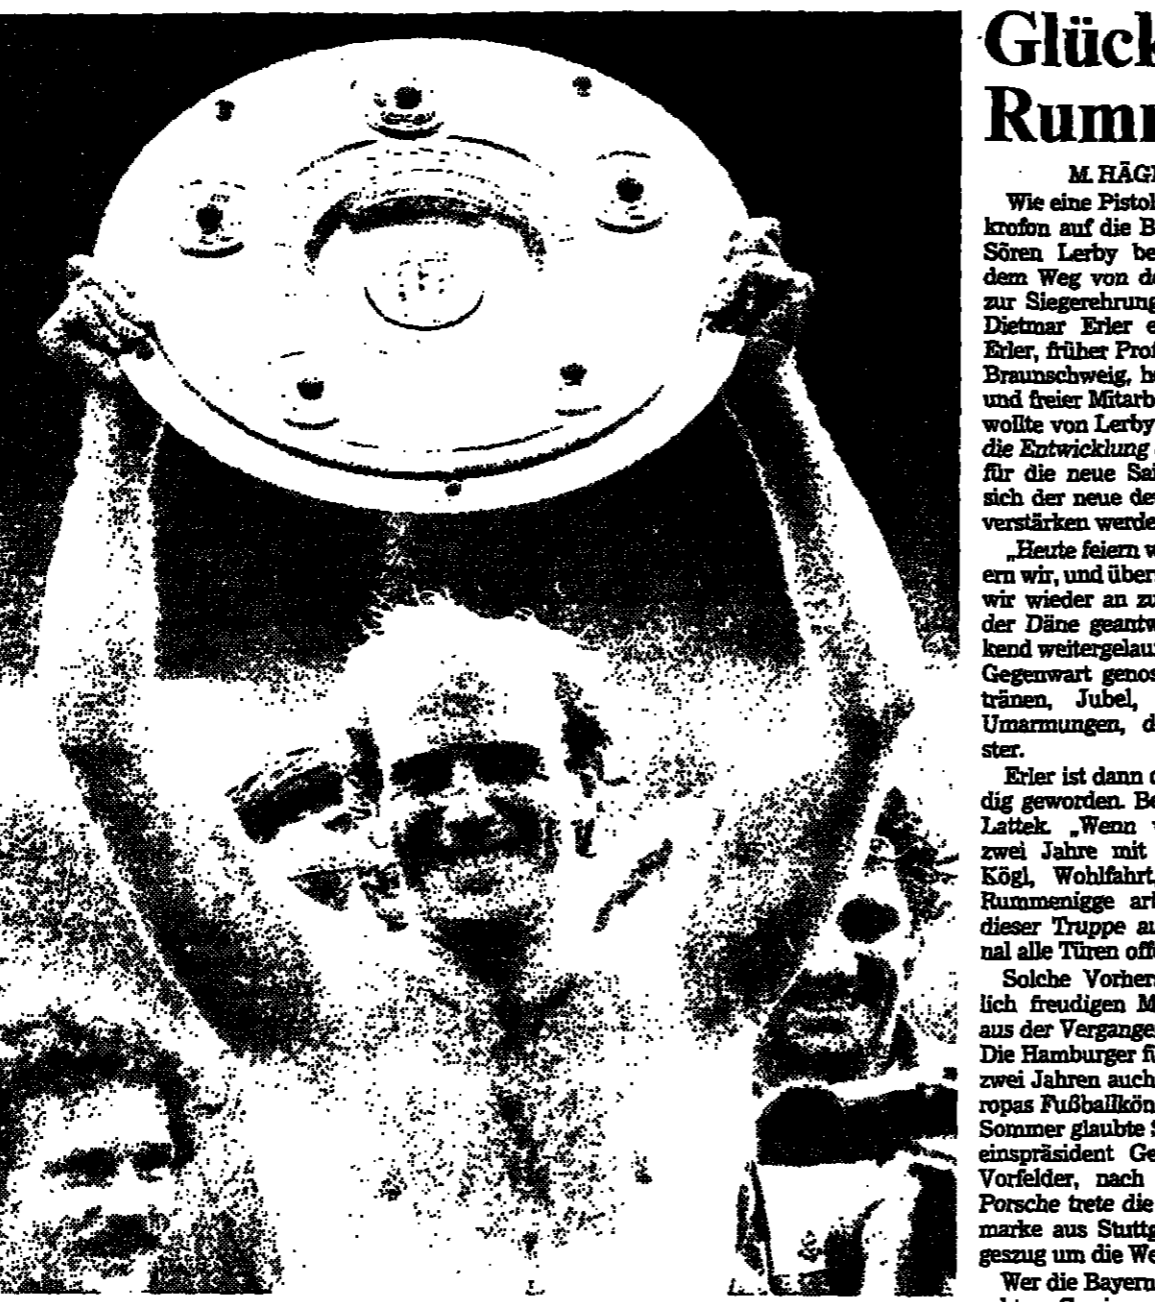 Glück
Rum
M. HÄG
Wie eine Pistol
krofon auf die B
Sören Lerby be
dem Weg von de
zur Siegerehrung
Dietmar Erler e
Erler, früher Prof
Braunschweig, h
und freier Mitarb
wollte von Lerby
die Entwicklung
für die neue Sai
sich der neue de
verstärken werde
„Heute feiern w
ern wir, und über
wir wieder an zu
der Däne geantw
kend weitergelau
Gegenwart genos
tränen, Jubel,
Umarmungen, d
ster.
Erler ist dann
dig geworden. Be
Lattek. „Wenn
zwei Jahre mit
Kögl, Wohlfahrt,
Rummenigge ar
dieser Truppe au
nal alle Türen off
Solche Vorher
lich freudigen M
aus der Vergange
Die Hamburger f
zwei Jahren auch
ropas Fußballkön
Sommer glaubte S
einspräsident Ge
Vorfelder, nach
Porsche trete die
marke aus Stuttg
geszug um die We
Wer die Bayern